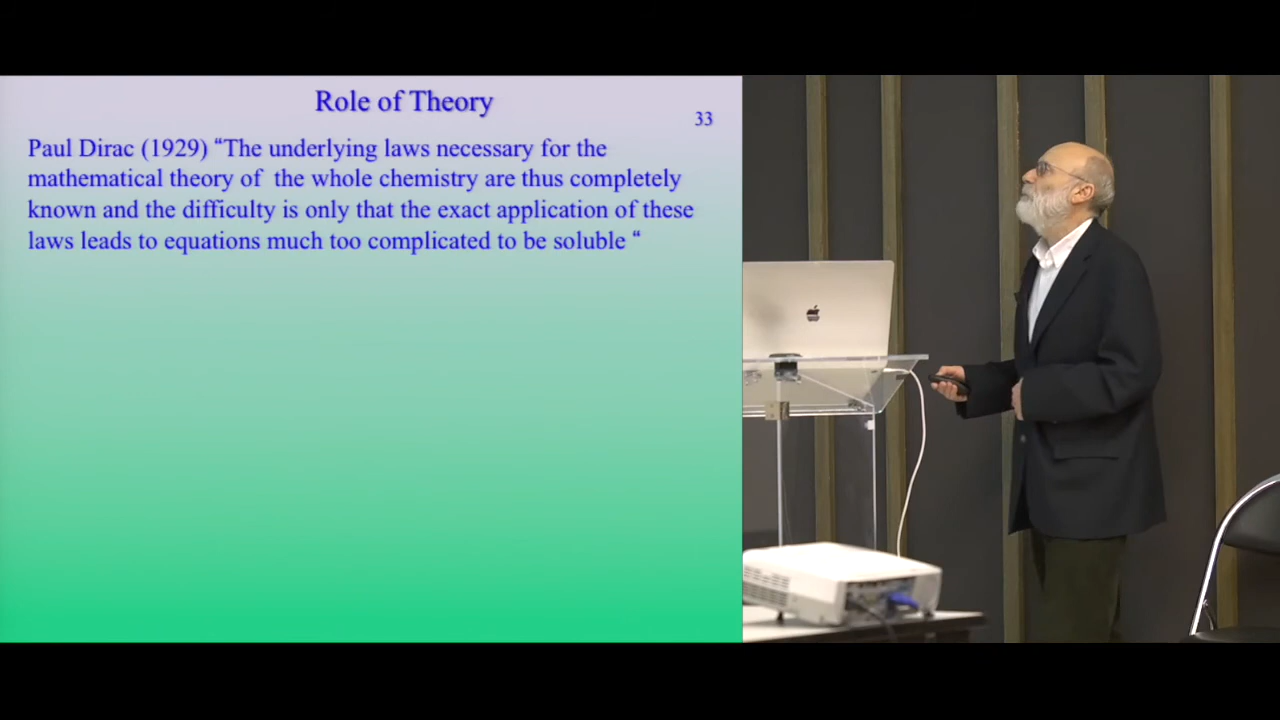 Role of Theory
33
Paul Dirac (1929) “The underlying laws necessary for the
mathematical theory of  the whole chemistry are thus completely
known and the difficulty is only that the exact application of these
laws leads to equations much too complicated to be soluble “